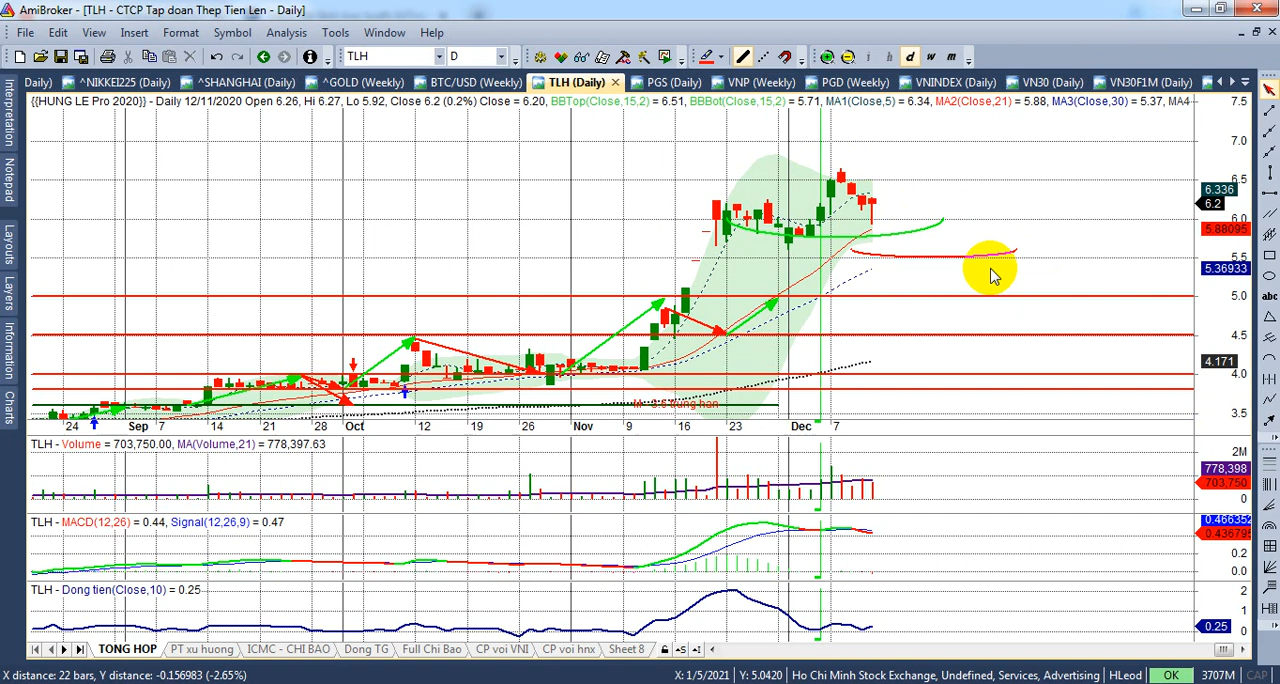 AmiBroker - [TLH - CTCP Tap doan Thep Tien Len - Daily]
File Edit View Insert Format Symbol Analysis Tools Window Help
TLH D i h d w m
Daily) ^NIKKEI225 (Daily) ^SHANGHAI (Daily) ^GOLD (Weekly) BTC/USD (Weekly) TLH (Daily) PGS (Daily) VNP (Weekly) PGD (Weekly) VNINDEX (Daily) VN30 (Daily) VN30F1M (Daily)
{{HUNG LE Pro 2020}} - Daily 12/11/2020 Open 6.26, Hi 6.27, Lo 5.92, Close 6.2 (0.2%) Close = 6.20, BBTop(Close,15,2) = 6.51, BBBot(Close,15,2) = 5.71, MA1(Close,5) = 6.34, MA2(Close,21) = 5.88, MA3(Close,30) = 5.37, MA4
Interpretation
Notepad
Layouts
Layers
Information
Charts
7.5
7.0
6.5
6.336
6.2
6.0
5.88095
5.5
5.36933
5.0
4.5
4.171
4.0
3.5
abc
24 Sep 7 14 21 28 Oct 12 19 26 Nov 9 16 23 Dec 7
TLH - Volume = 703,750.00, MA(Volume,21) = 778,397.63
2M
778,398
703,750
0
TLH - MACD(12,26) = 0.44, Signal(12,26,9) = 0.47
0.466352
0.436795
0.2
0.0
TLH - Dong tien(Close,10) = 0.25
2
1
0.25
0
TONG HOP PT xu huong ICMC - CHI BAO Dong TG Full Chi Bao CP voi VNI CP voi hnx Sheet 8
X distance: 22 bars, Y distance: -0.156983 (-2.65%) X: 1/5/2021 Y: 5.0420 Ho Chi Minh Stock Exchange, Undefined, Services, Advertising HLeod OK 3707M CAP